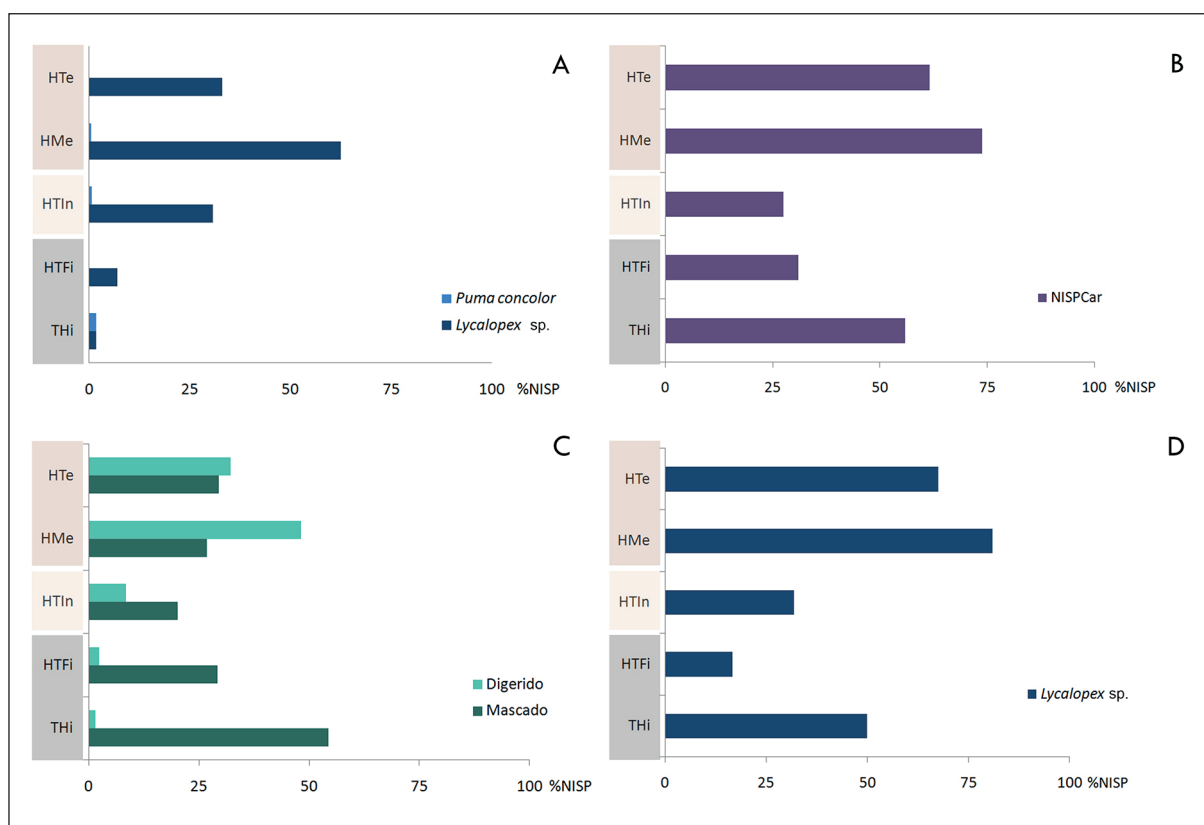 A
HTe
HMe
HTIn
HTFi
THi
Puma concolor
Lycalopex sp.
0 25 50 75 100 %NISP
B
HTe
HMe
HTIn
HTFi
THi
NISPCar
0 25 50 75 100 %NISP
C
HTe
HMe
HTIn
HTFi
THi
Digerido
Mascado
0 25 50 75 100 %NISP
D
HTe
HMe
HTIn
HTFi
THi
Lycalopex sp.
0 25 50 75 100 %NISP